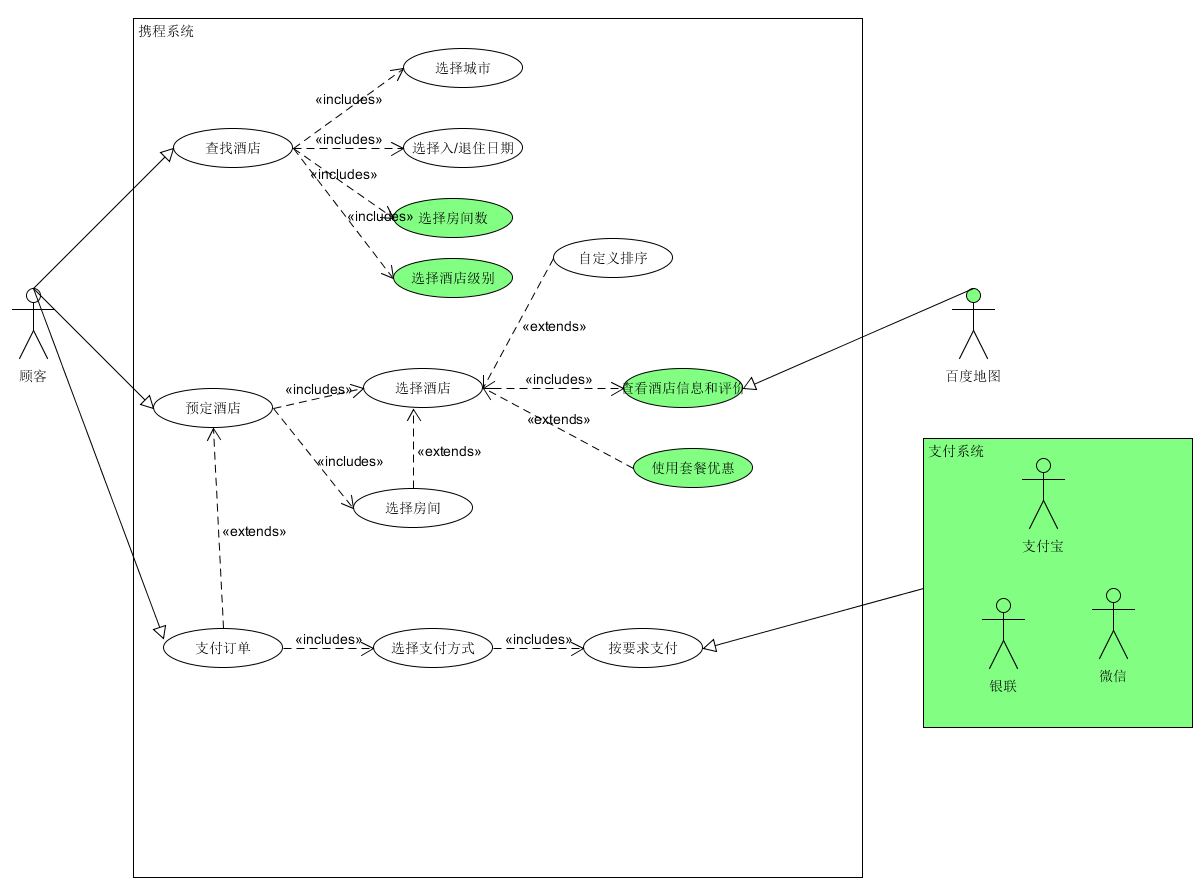 携程系统
选择城市
«includes»
查找酒店
«includes»
选择入/退住日期
«includes»
«includes»
选择房间数
选择酒店级别
自定义排序
«extends»
顾客
百度地图
预定酒店
«includes»
选择酒店
«includes»
查看酒店信息和评价
«extends»
«includes»
«extends»
使用套餐优惠
选择房间
«extends»
支付系统
支付宝
银联
微信
支付订单
«includes»
选择支付方式
«includes»
按要求支付